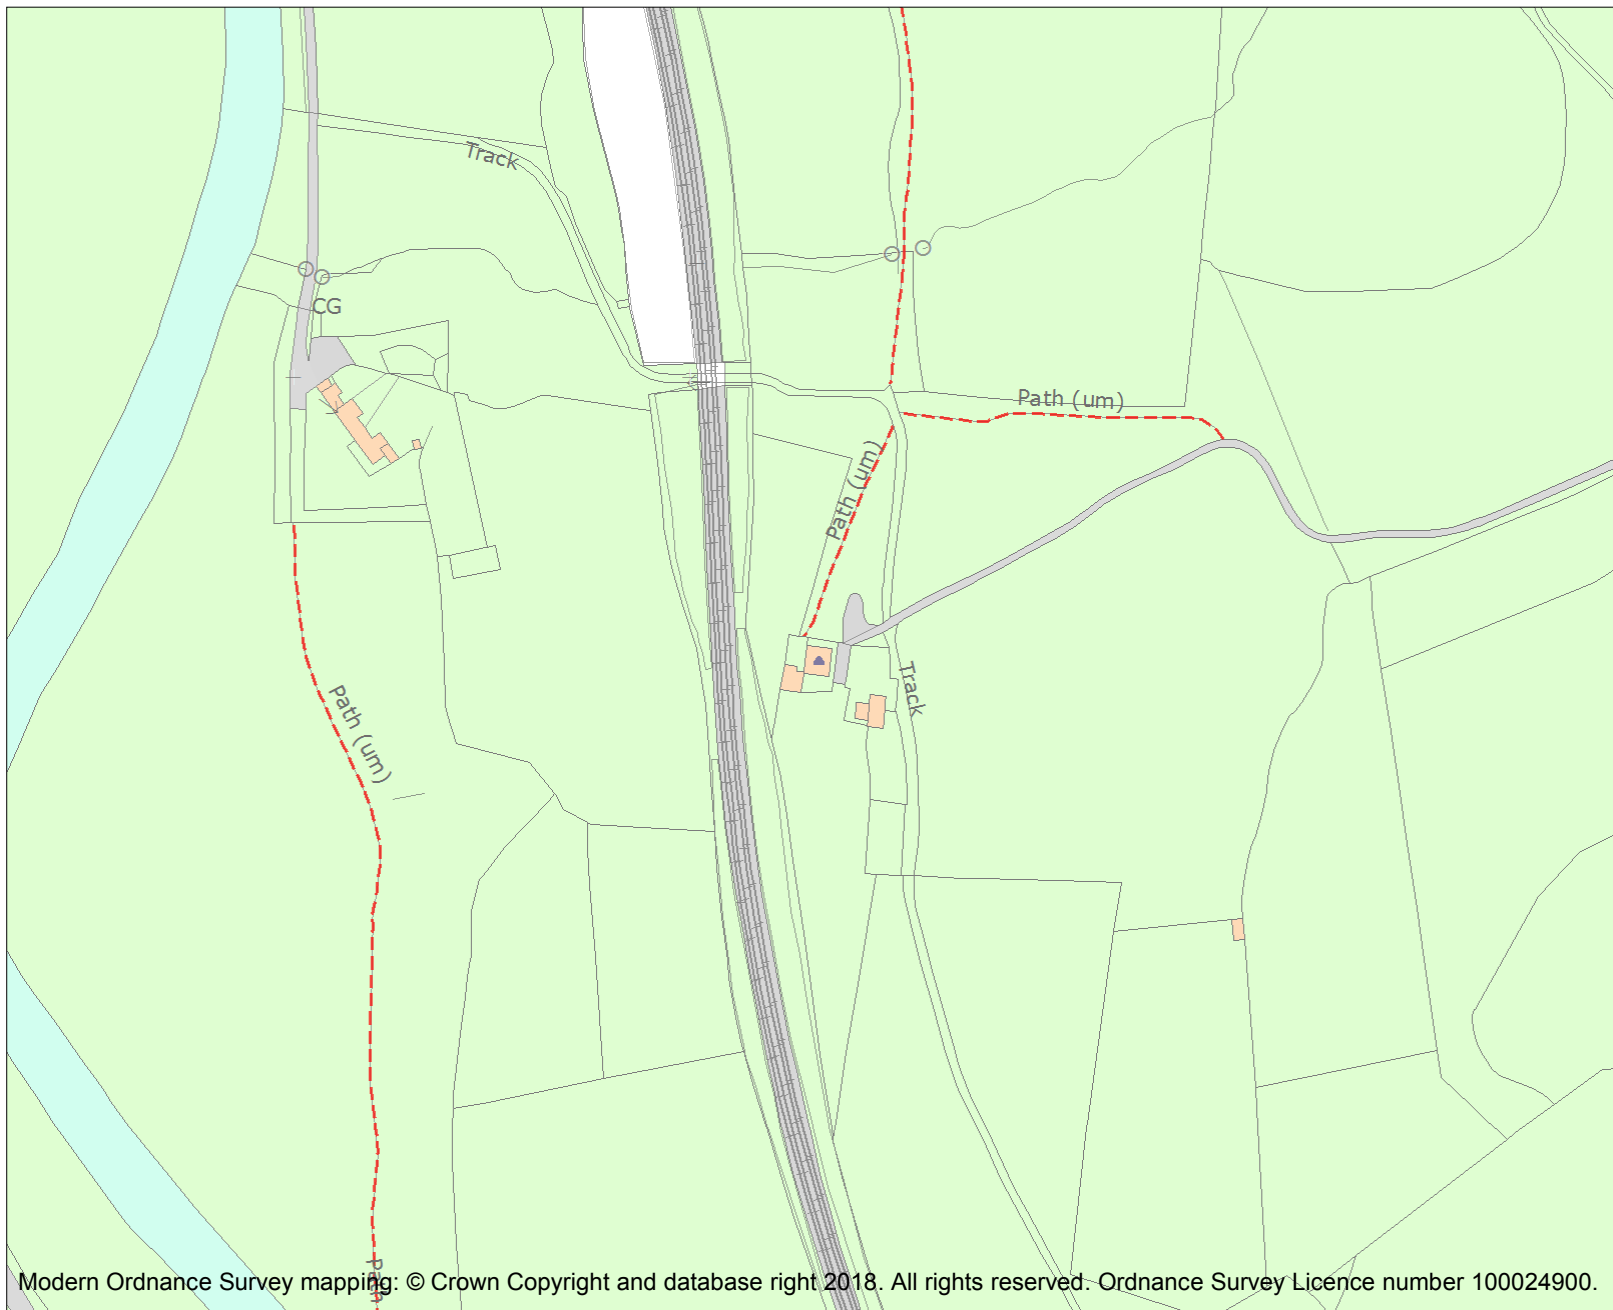 Track
CG
Path (um)
Path (um)
Track
Path (um)
Path
Modern Ordnance Survey mapping: © Crown Copyright and database right 2018. All rights reserved. Ordnance Survey Licence number 100024900.